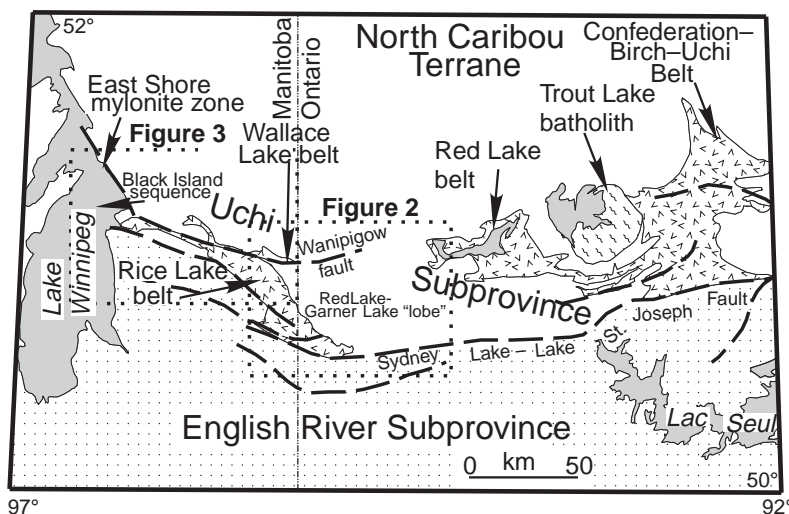 52°
North Caribou
Terrane
Confederation–
Birch–Uchi
Belt
East Shore
mylonite zone
Manitoba
Ontario
Trout Lake
batholith
Figure 3
Wallace
Lake belt
Red Lake
belt
Black Island
sequence
Uchi
Figure 2
Wanipigow
fault
Lake
Winnipeg
Rice Lake
belt
Subprovince
RedLake-
Garner Lake “lobe”
Sydney Lake – Lake St. Joseph Fault
English River Subprovince
Lac Seul
0 km 50
50°
97°
92°